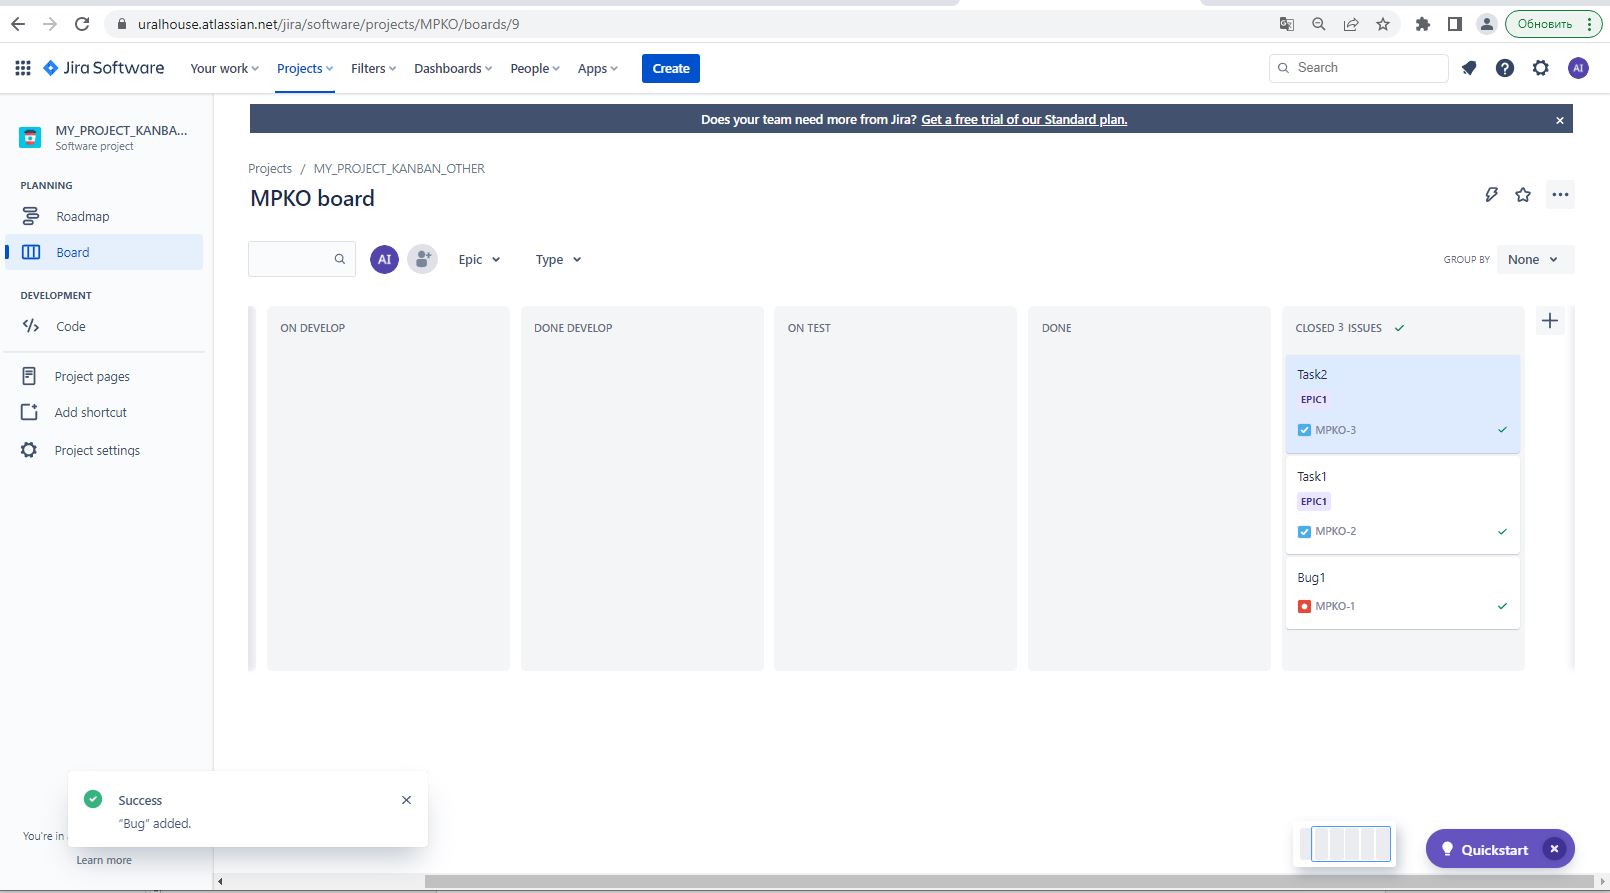 uralhouse.atlassian.net/jira/software/projects/MPKO/boards/9
Обновить
Jira Software
Your work
Projects
Filters
Dashboards
People
Apps
Create
Search
AI
MY_PROJECT_KANBA...
Software project
PLANNING
Roadmap
Board
DEVELOPMENT
Code
Project pages
Add shortcut
Project settings
Does your team need more from Jira? Get a free trial of our Standard plan.
Projects / MY_PROJECT_KANBAN_OTHER
MPKO board
AI
Epic
Type
GROUP BY
None
ON DEVELOP
DONE DEVELOP
ON TEST
DONE
CLOSED 3 ISSUES
Task2
EPIC1
MPKO-3
Task1
EPIC1
MPKO-2
Bug1
MPKO-1
Success
“Bug” added.
You're in
Learn more
Quickstart